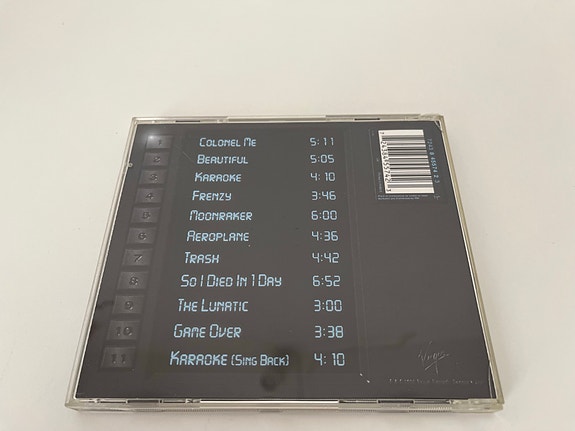 1 Colonel Me 5:11
2 Beautiful 5:05
3 Karaoke 4:10
4 Frenzy 3:46
5 Moonraker 6:00
6 Aeroplane 4:36
7 Trash 4:42
8 So I Died In 1 Day 6:52
9 The Lunatic 3:00
10 Game Over 3:38
11 Karaoke (Sing Back) 4:10
Virgin